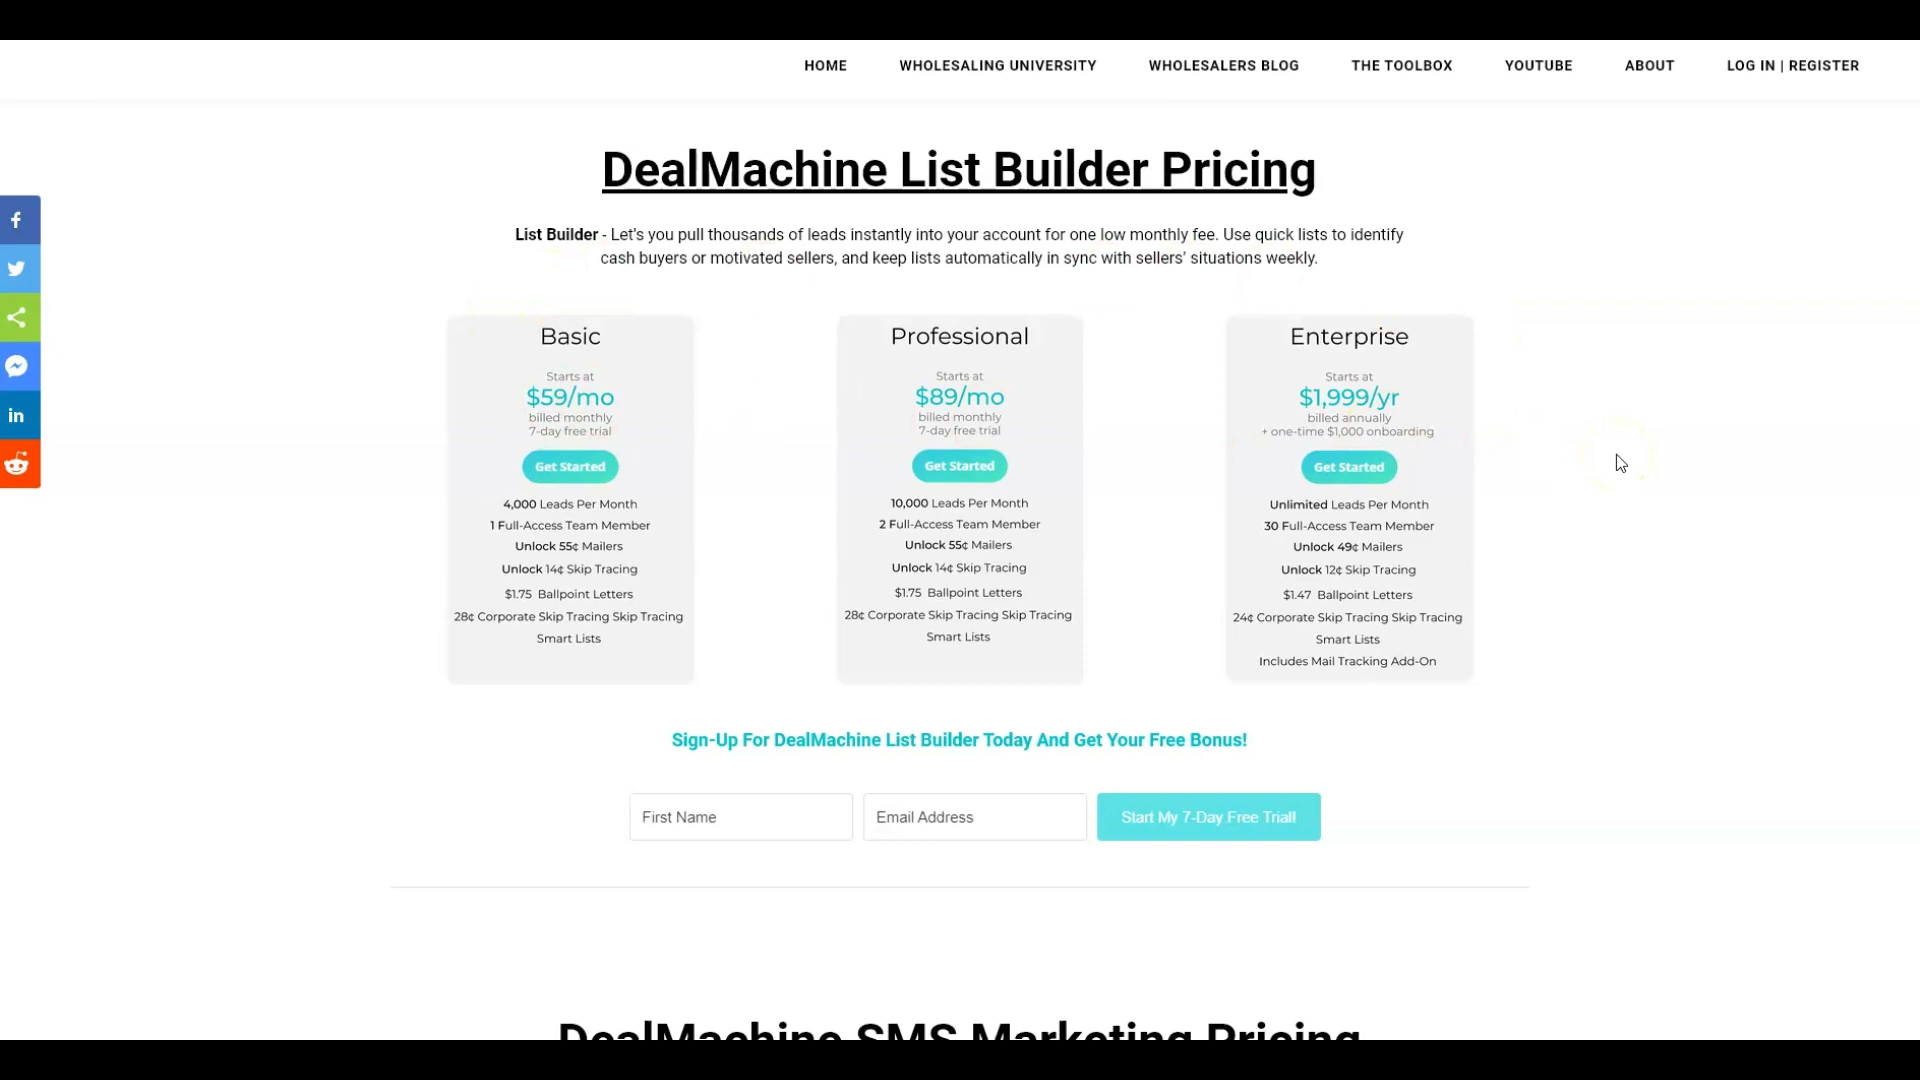 HOME WHOLESALING UNIVERSITY WHOLESALERS BLOG THE TOOLBOX YOUTUBE ABOUT LOG IN | REGISTER
DealMachine List Builder Pricing
List Builder - Let's you pull thousands of leads instantly into your account for one low monthly fee. Use quick lists to identify
cash buyers or motivated sellers, and keep lists automatically in sync with sellers' situations weekly.
Basic
Starts at
$59/mo
billed monthly
7-day free trial
Get Started
4,000 Leads Per Month
1 Full-Access Team Member
Unlock 55¢ Mailers
Unlock 14¢ Skip Tracing
$1.75 Ballpoint Letters
28¢ Corporate Skip Tracing Skip Tracing
Smart Lists
Professional
Starts at
$89/mo
billed monthly
7-day free trial
Get Started
10,000 Leads Per Month
2 Full-Access Team Member
Unlock 55¢ Mailers
Unlock 14¢ Skip Tracing
$1.75 Ballpoint Letters
28¢ Corporate Skip Tracing Skip Tracing
Smart Lists
Enterprise
Starts at
$1,999/yr
billed annually
+ one-time $1,000 onboarding
Get Started
Unlimited Leads Per Month
30 Full-Access Team Member
Unlock 49¢ Mailers
Unlock 12¢ Skip Tracing
$1.47 Ballpoint Letters
24¢ Corporate Skip Tracing Skip Tracing
Smart Lists
Includes Mail Tracking Add-On
Sign-Up For DealMachine List Builder Today And Get Your Free Bonus!
First Name Email Address Start My 7-Day Free Trial!
DealMachine SMS Marketing Pricing